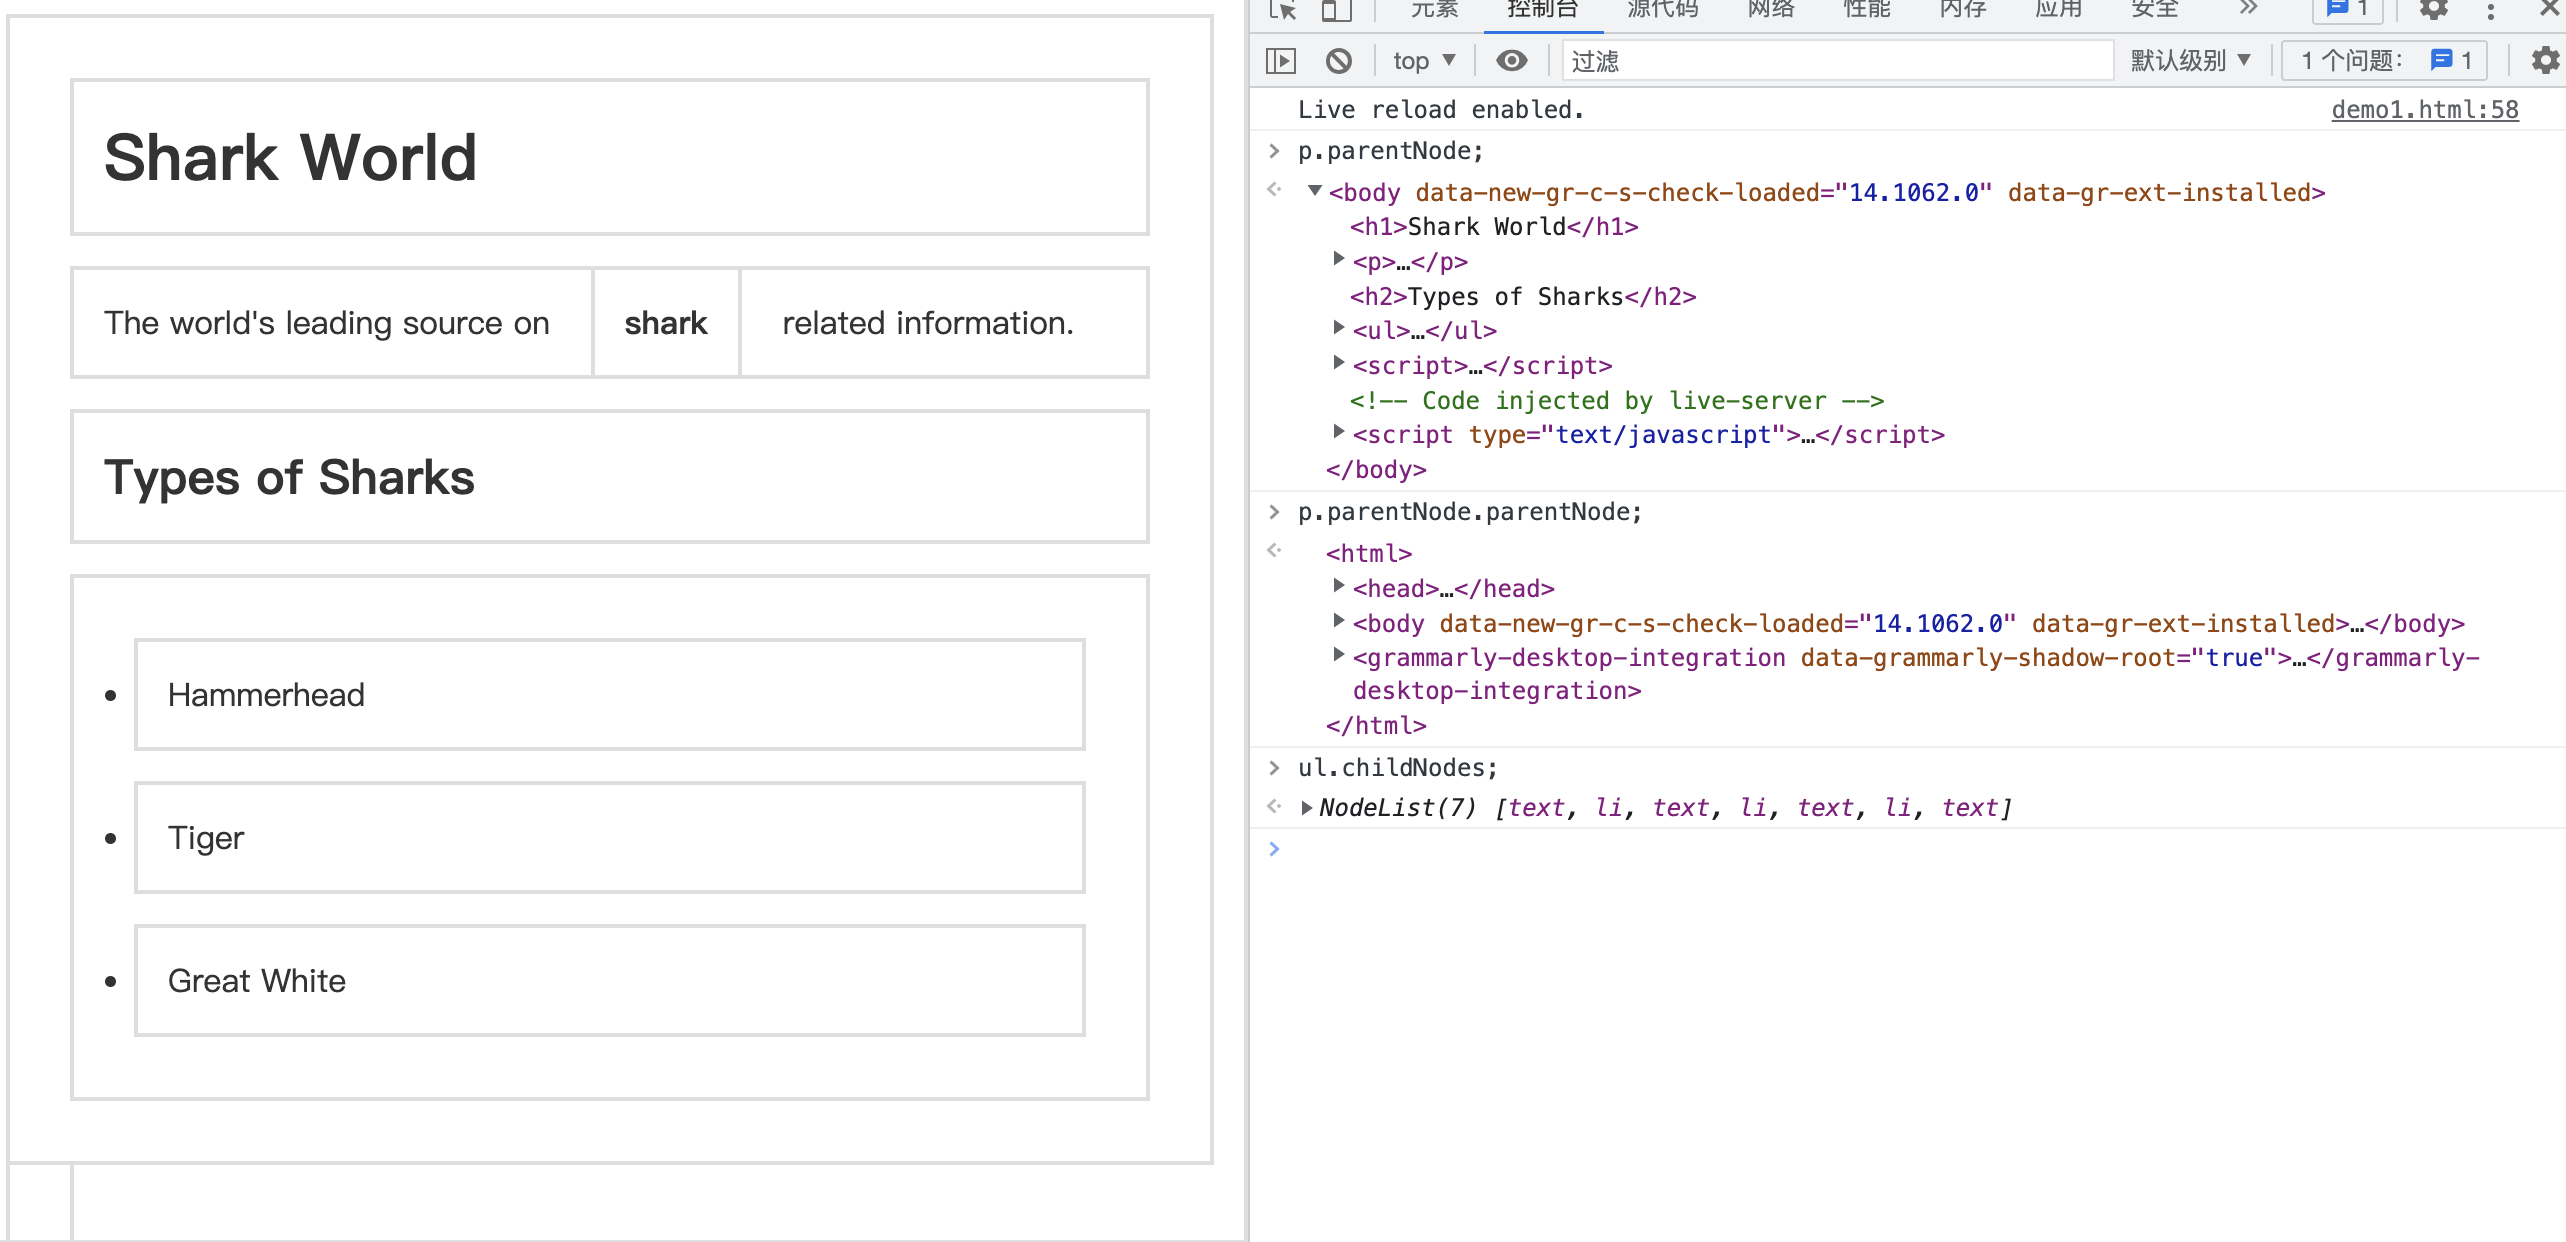 Shark World
The world's leading source on shark related information.
Types of Sharks
Hammerhead
Tiger
Great White
元素 控制台 源代码 网络 性能 内存 应用 安全 » 1
top 过滤 默认级别 1 个问题: 1
Live reload enabled. demo1.html:58
p.parentNode;
<body data-new-gr-c-s-check-loaded="14.1062.0" data-gr-ext-installed>
<h1>Shark World</h1>
<p>…</p>
<h2>Types of Sharks</h2>
<ul>…</ul>
<script>…</script>
<!-- Code injected by live-server -->
<script type="text/javascript">…</script>
</body>
p.parentNode.parentNode;
<html>
<head>…</head>
<body data-new-gr-c-s-check-loaded="14.1062.0" data-gr-ext-installed>…</body>
<grammarly-desktop-integration data-grammarly-shadow-root="true">…</grammarly-
desktop-integration>
</html>
ul.childNodes;
NodeList(7) [text, li, text, li, text, li, text]